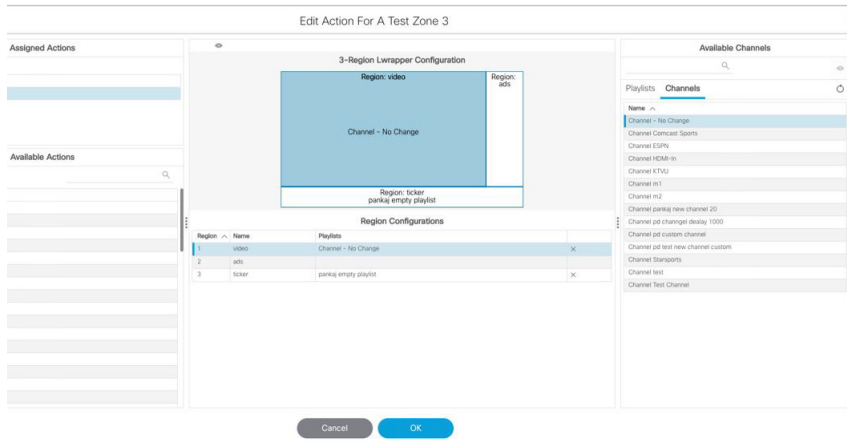 Edit Action For A Test Zone 3
Assigned Actions
Available Actions
3-Region Lwrapper Configuration
Region: video
Channel - No Change
Region:
ads
Region: ticker
pankaj empty playlist
Region Configurations
Region Name Playlists
1 video Channel - No Change
2 ads
3 ticker pankaj empty playlist
Available Channels
Playlists Channels
Name
Channel - No Change
Channel Comcast Sports
Channel ESPN
Channel HDMI-In
Channel KTVU
Channel m1
Channel m2
Channel pankaj new channel 20
Channel pd channgel dealay 1000
Channel pd custom channel
Channel pd test new channel custom
Channel Starsports
Channel test
Channel Test Channel
Cancel OK